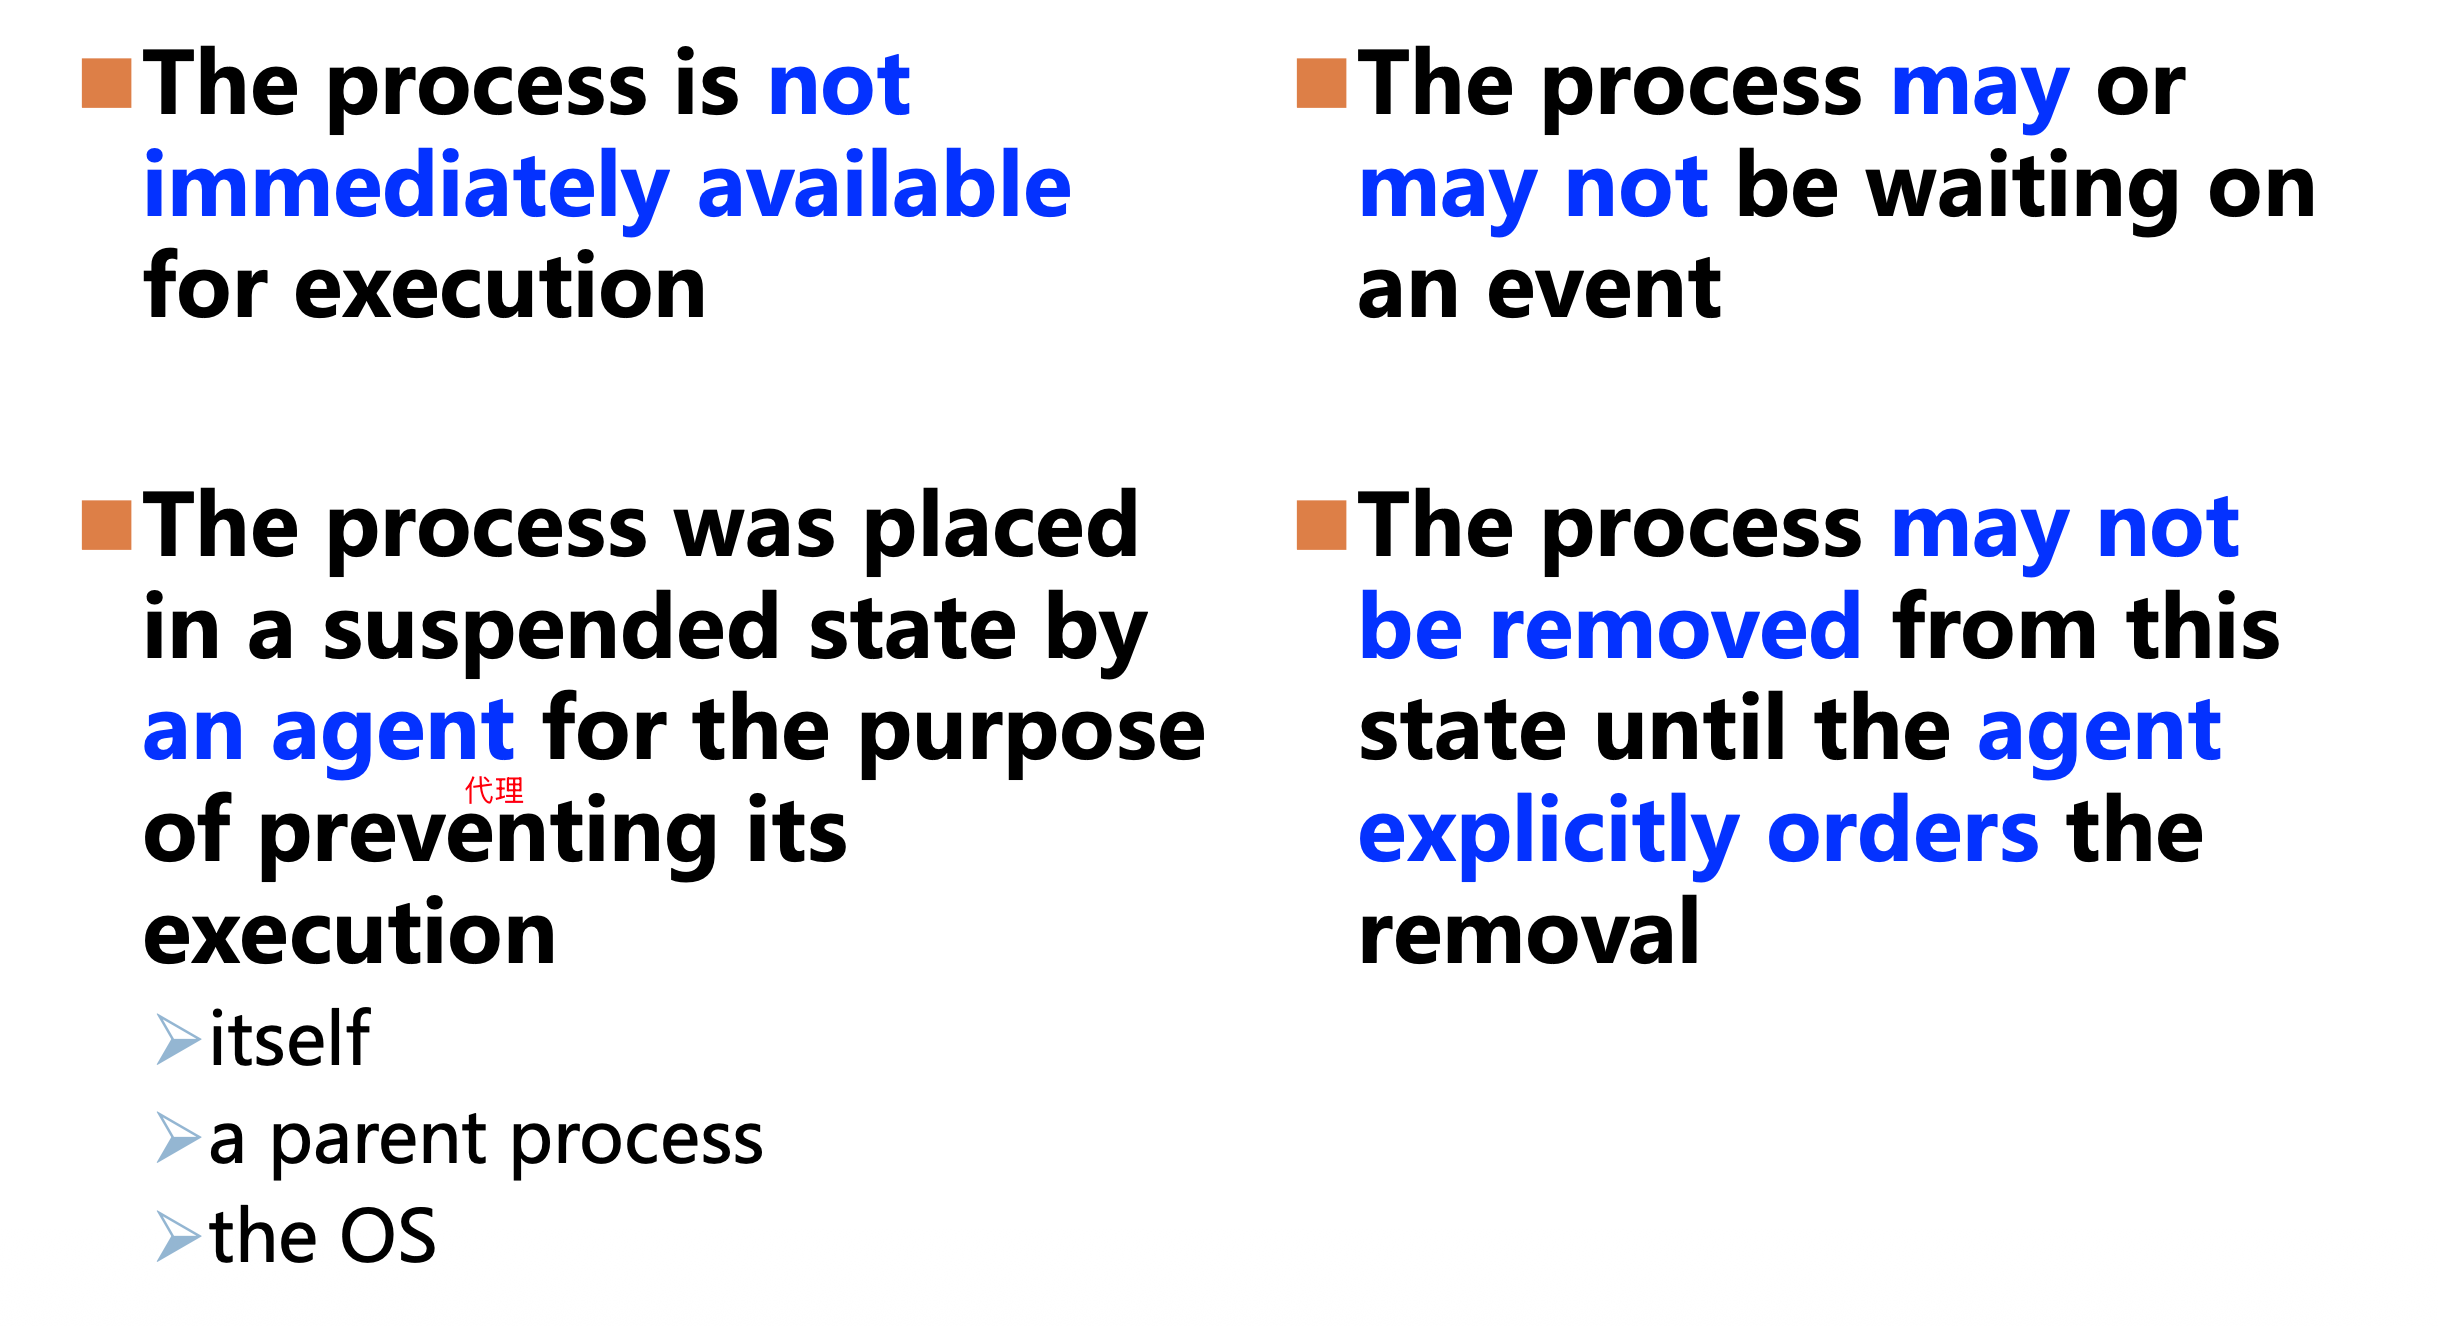 The process is not
immediately available
for execution
The process was placed
in a suspended state by
an agent for the purpose
代理
of preventing its
execution
itself
a parent process
the OS
The process may or
may not be waiting on
an event
The process may not
be removed from this
state until the agent
explicitly orders the
removal